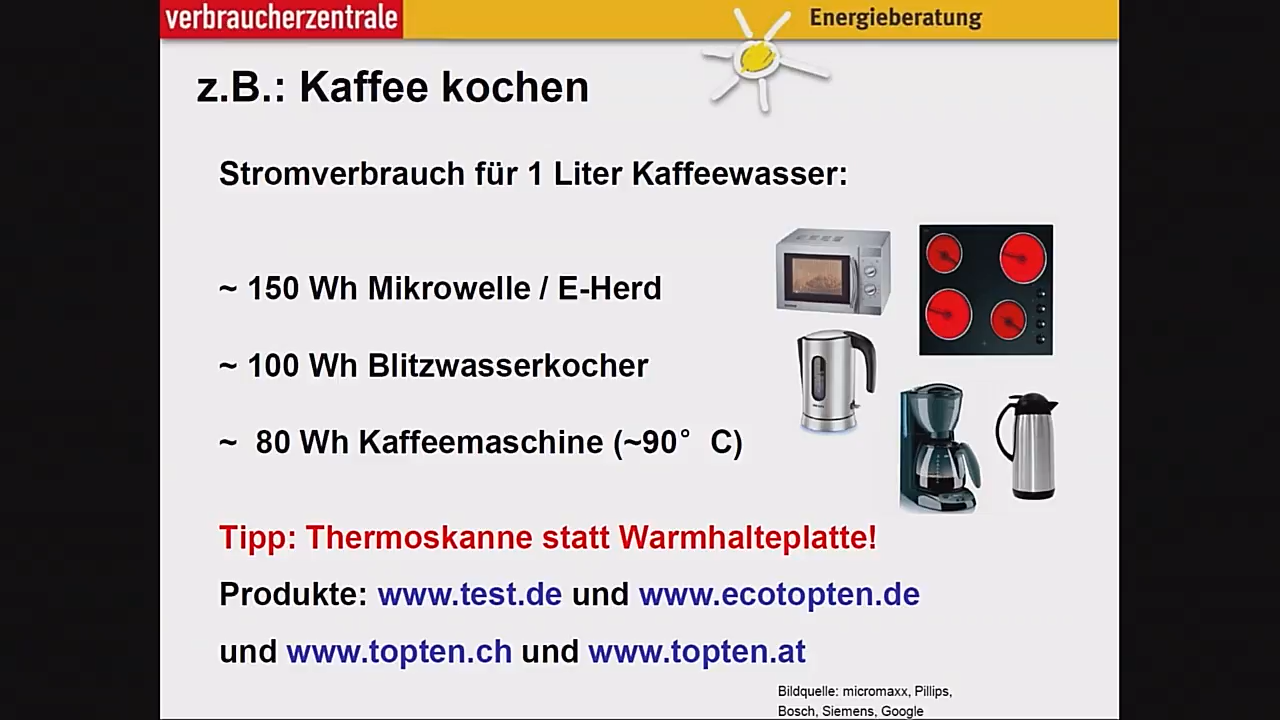 verbraucherzentrale
Energieberatung
z.B.: Kaffee kochen
Stromverbrauch für 1 Liter Kaffeewasser:
~ 150 Wh Mikrowelle / E-Herd
~ 100 Wh Blitzwasserkocher
~  80 Wh Kaffeemaschine (~90° C)
Tipp: Thermoskanne statt Warmhalteplatte!
Produkte: www.test.de und www.ecotopten.de
und www.topten.ch und www.topten.at
Bildquelle: micromaxx, Pillips,
Bosch, Siemens, Google